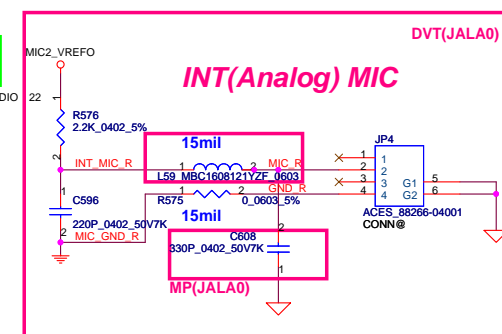 DVT(JALA0)
MIC2_VREFO
INT(Analog) MIC
DIO 22
1
R576
2.2K_0402_5%
2
15mil
INT_MIC_R
1
2
MIC_R
L59 MBC1608121YZF_0603
GND_R
JP4
1 1
2 2
3 3
4 4
G1 5
G2 6
ACES_88266-04001
CONN@
1
C596
220P_0402_50V7K
2
MIC_GND_R
1
2
R575
0_0603_5%
15mil
2
C608
330P_0402_50V7K
1
MP(JALA0)